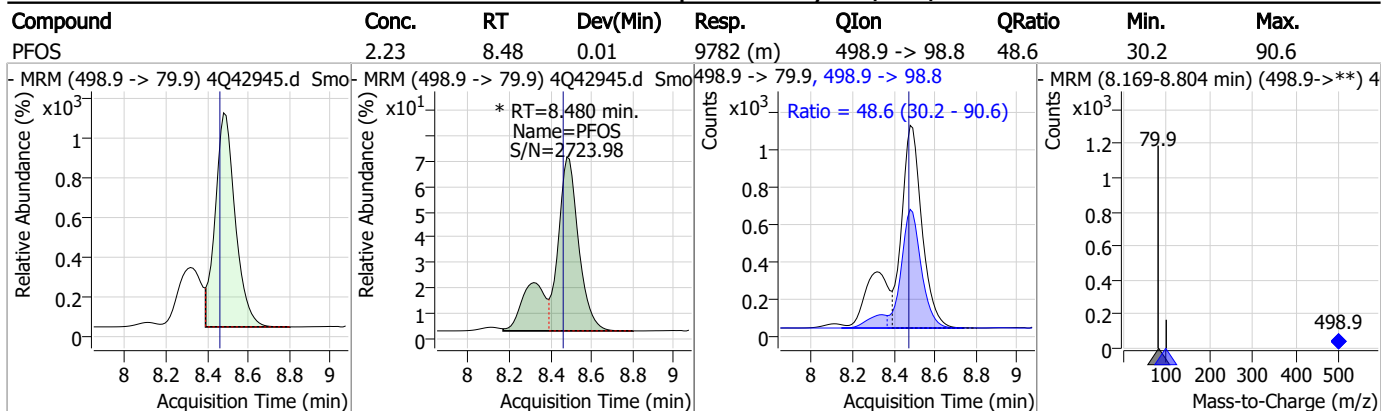 Compound Conc. RT Dev(Min) Resp. QIon QRatio Min. Max.
PFOS 2.23 8.48 0.01 9782 (m) 498.9 -> 98.8 48.6 30.2 90.6
- MRM (498.9 -> 79.9) 4Q42945.d Smo
Relative Abundance (%)
x10³
1
0.8
0.6
0.4
0.2
0
8 8.2 8.4 8.6 8.8 9
Acquisition Time (min)
- MRM (498.9 -> 79.9) 4Q42945.d Smo
Relative Abundance (%)
x10¹
* RT=8.480 min.
Name=PFOS
S/N=2723.98
7
6
5
4
3
2
1
0
8 8.2 8.4 8.6 8.8 9
Acquisition Time (min)
498.9 -> 79.9, 498.9 -> 98.8
Counts
x10³
Ratio = 48.6 (30.2 - 90.6)
1
0.8
0.6
0.4
0.2
0
8 8.2 8.4 8.6 8.8 9
Acquisition Time (min)
- MRM (8.169-8.804 min) (498.9->**) 4
Counts
x10³
79.9
1.2
1
0.8
0.6
0.4
0.2
0
498.9
100 200 300 400 500
Mass-to-Charge (m/z)